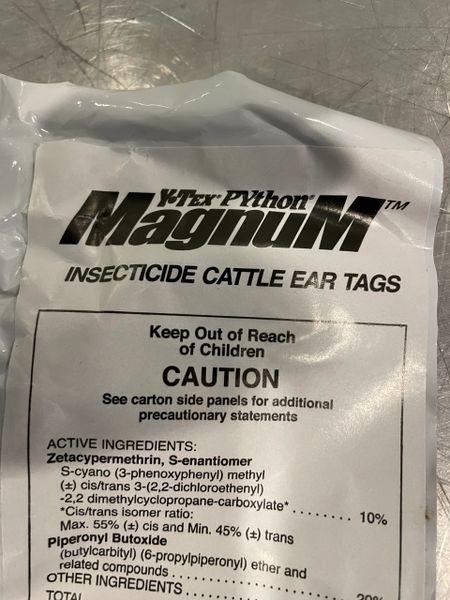 Y-TEX® PYthon®
MagnuM™
INSECTICIDE CATTLE EAR TAGS
Keep Out of Reach
of Children
CAUTION
See carton side panels for additional
precautionary statements
ACTIVE INGREDIENTS:
Zetacypermethrin, S-enantiomer
S-cyano (3-phenoxyphenyl) methyl
(±) cis/trans 3-(2,2-dichloroethenyl)
-2,2 dimethylcyclopropane-carboxylate* . . . . . . . . 10%
*Cis/trans isomer ratio:
Max. 55% (±) cis and Min. 45% (±) trans
Piperonyl Butoxide
(butylcarbityl) (6-propylpiperonyl) ether and
related compounds . . . . . . . . . . . . . . . . . . . . 20%
OTHER INGREDIENTS . . . . . . . . . . . . . . . .
TOTAL